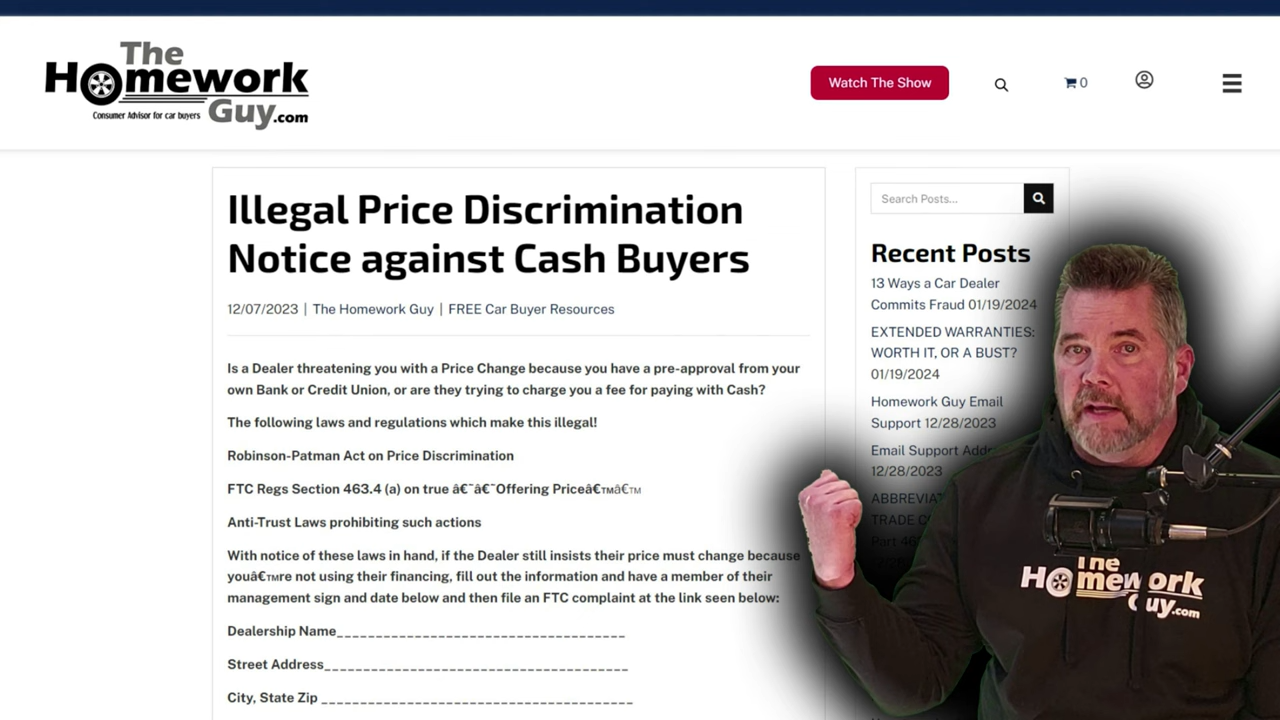 The
Homework
Guy.com
Consumer Advisor for car buyers
Watch The Show
0
Illegal Price Discrimination
Notice against Cash Buyers
12/07/2023 | The Homework Guy | FREE Car Buyer Resources
Is a Dealer threatening you with a Price Change because you have a pre-approval from your
own Bank or Credit Union, or are they trying to charge you a fee for paying with Cash?
The following laws and regulations which make this illegal!
Robinson-Patman Act on Price Discrimination
FTC Regs Section 463.4 (a) on true â€˜â€˜Offering Priceâ€™â€™
Anti-Trust Laws prohibiting such actions
With notice of these laws in hand, if the Dealer still insists their price must change because
youâ€™re not using their financing, fill out the information and have a member of their
management sign and date below and then file an FTC complaint at the link seen below:
Dealership Name_____________________________________
Street Address_______________________________________
City, State Zip ________________________________________
Search Posts...
Recent Posts
13 Ways a Car Dealer
Commits Fraud 01/19/2024
EXTENDED WARRANTIES:
WORTH IT, OR A BUST?
01/19/2024
Homework Guy Email
Support 12/28/2023
Email Support
12/28/2023
TRADE
Part
The
Homework
Guy.com